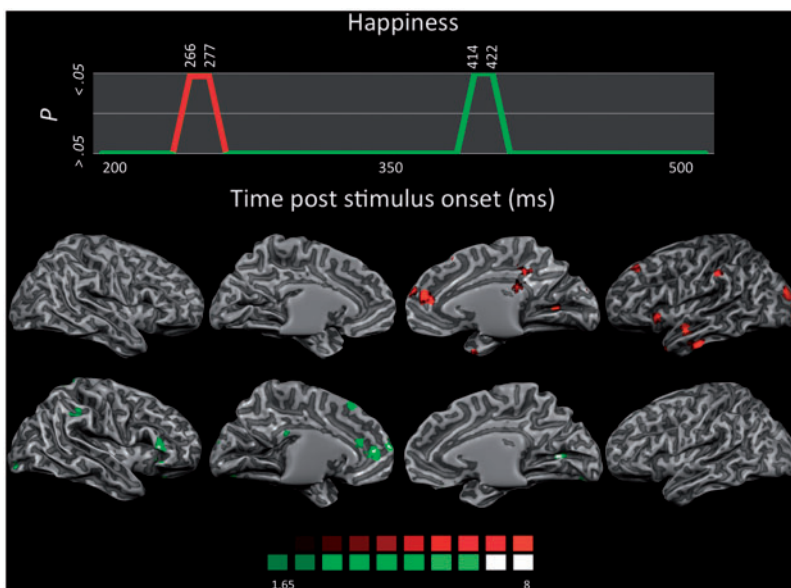 Happiness
266 277 414 422
P
< .05
> .05
200 350 500
Time post stimulus onset (ms)
1.65 8